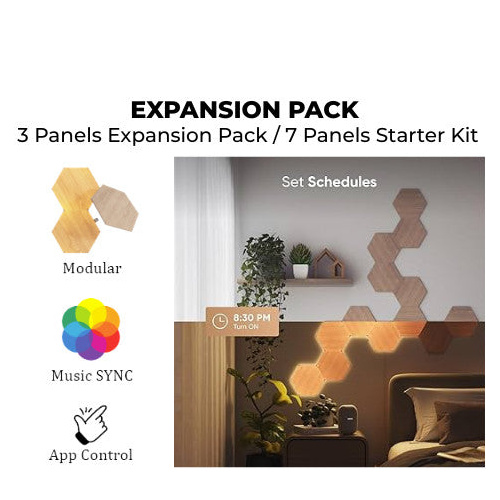 EXPANSION PACK
3 Panels Expansion Pack / 7 Panels Starter Kit
Set Schedules
Modular
8:30 PM
Turn ON
Music SYNC
App Control